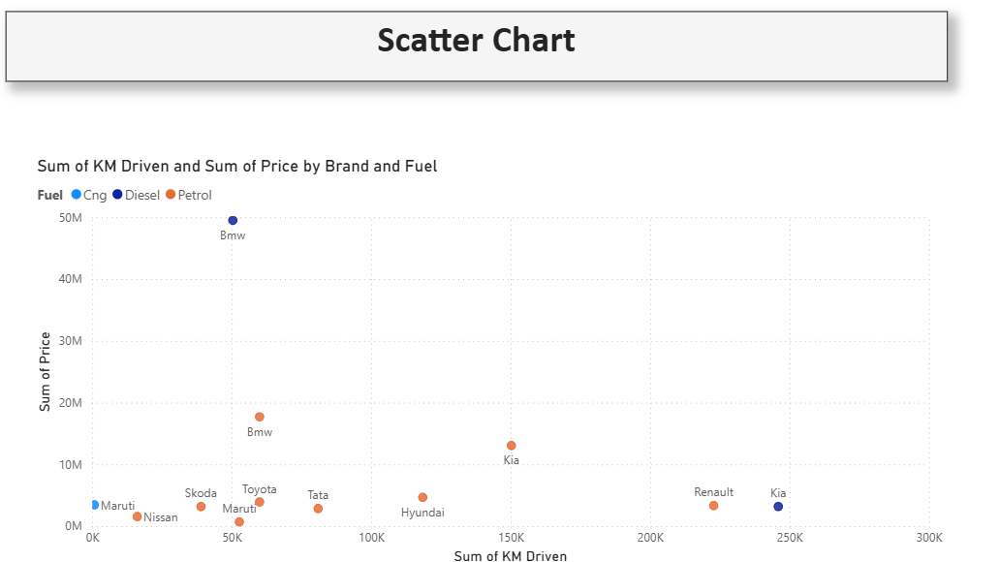 Scatter Chart
Sum of KM Driven and Sum of Price by Brand and Fuel
Fuel Cng Diesel Petrol
50M
Bmw
40M
30M
Sum of Price
20M
Bmw
10M
Kia
Skoda
Toyota
Tata
Renault
Kia
Maruti
Nissan
Maruti
Hyundai
0M
0K 50K 100K 150K 200K 250K 300K
Sum of KM Driven